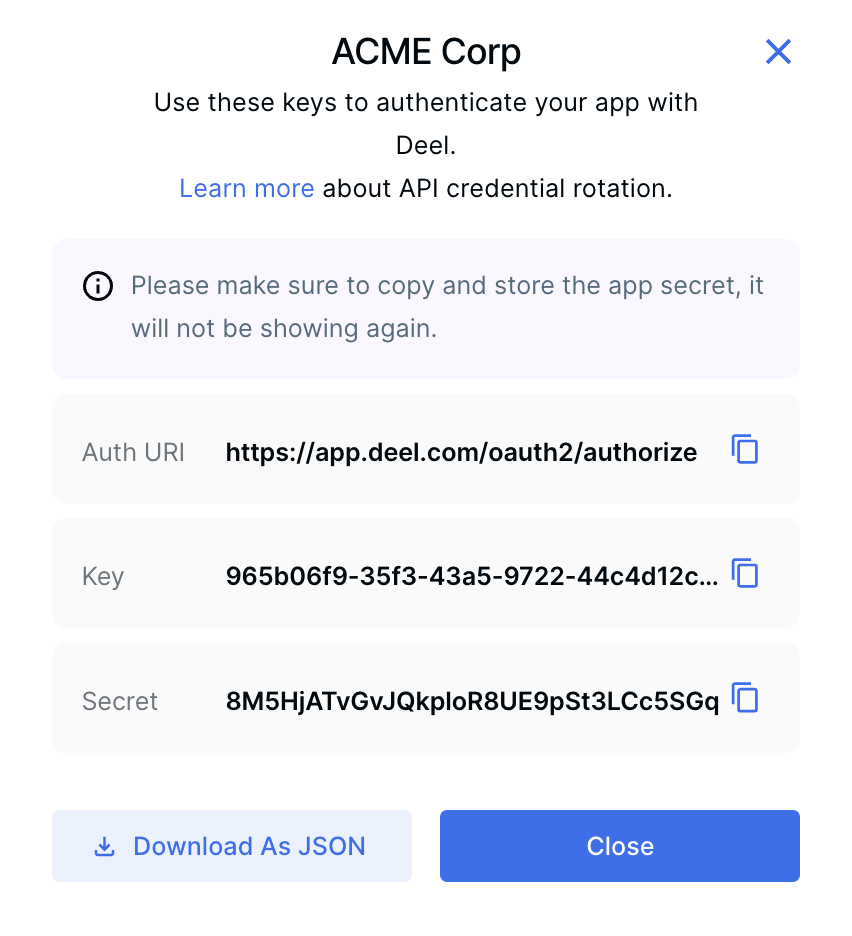 ACME Corp
Use these keys to authenticate your app with
Deel.
Learn more about API credential rotation.
Please make sure to copy and store the app secret, it
will not be showing again.
Auth URI https://app.deel.com/oauth2/authorize
Key 965b06f9-35f3-43a5-9722-44c4d12c...
Secret 8M5HjATvGvJQkploR8UE9pSt3LCc5SGq
Download As JSON Close